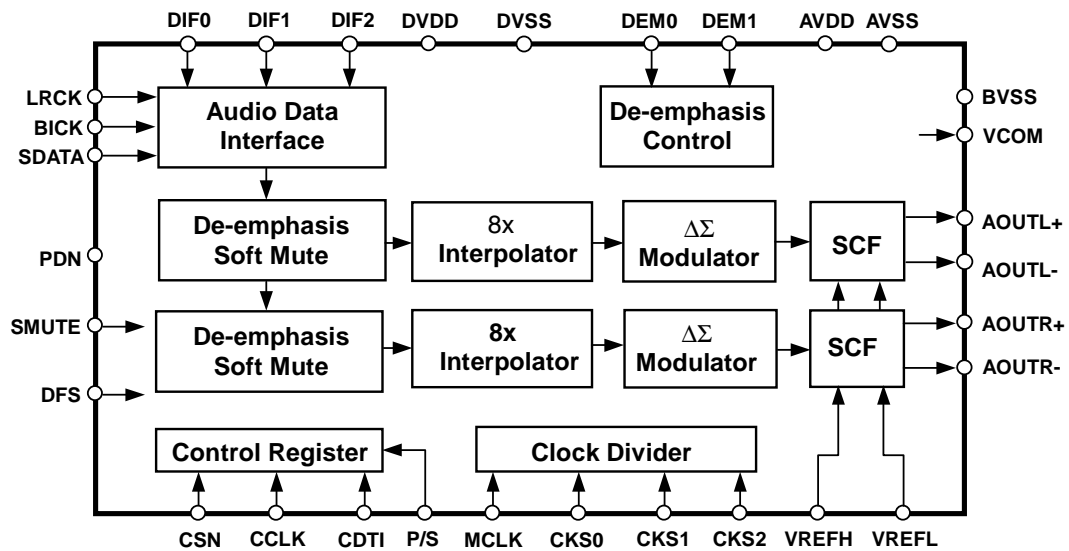 DIF0 DIF1 DIF2 DVDD DVSS DEM0 DEM1 AVDD AVSS
LRCK
BICK
SDATA
Audio Data
Interface
De-emphasis
Control
BVSS
VCOM
De-emphasis
Soft Mute
8x
Interpolator
ΔΣ
Modulator
SCF
AOUTL+
AOUTL-
PDN
SMUTE
DFS
De-emphasis
Soft Mute
8x
Interpolator
ΔΣ
Modulator
SCF
AOUTR+
AOUTR-
Control Register
Clock Divider
CSN CCLK CDTI P/S MCLK CKS0 CKS1 CKS2 VREFH VREFL